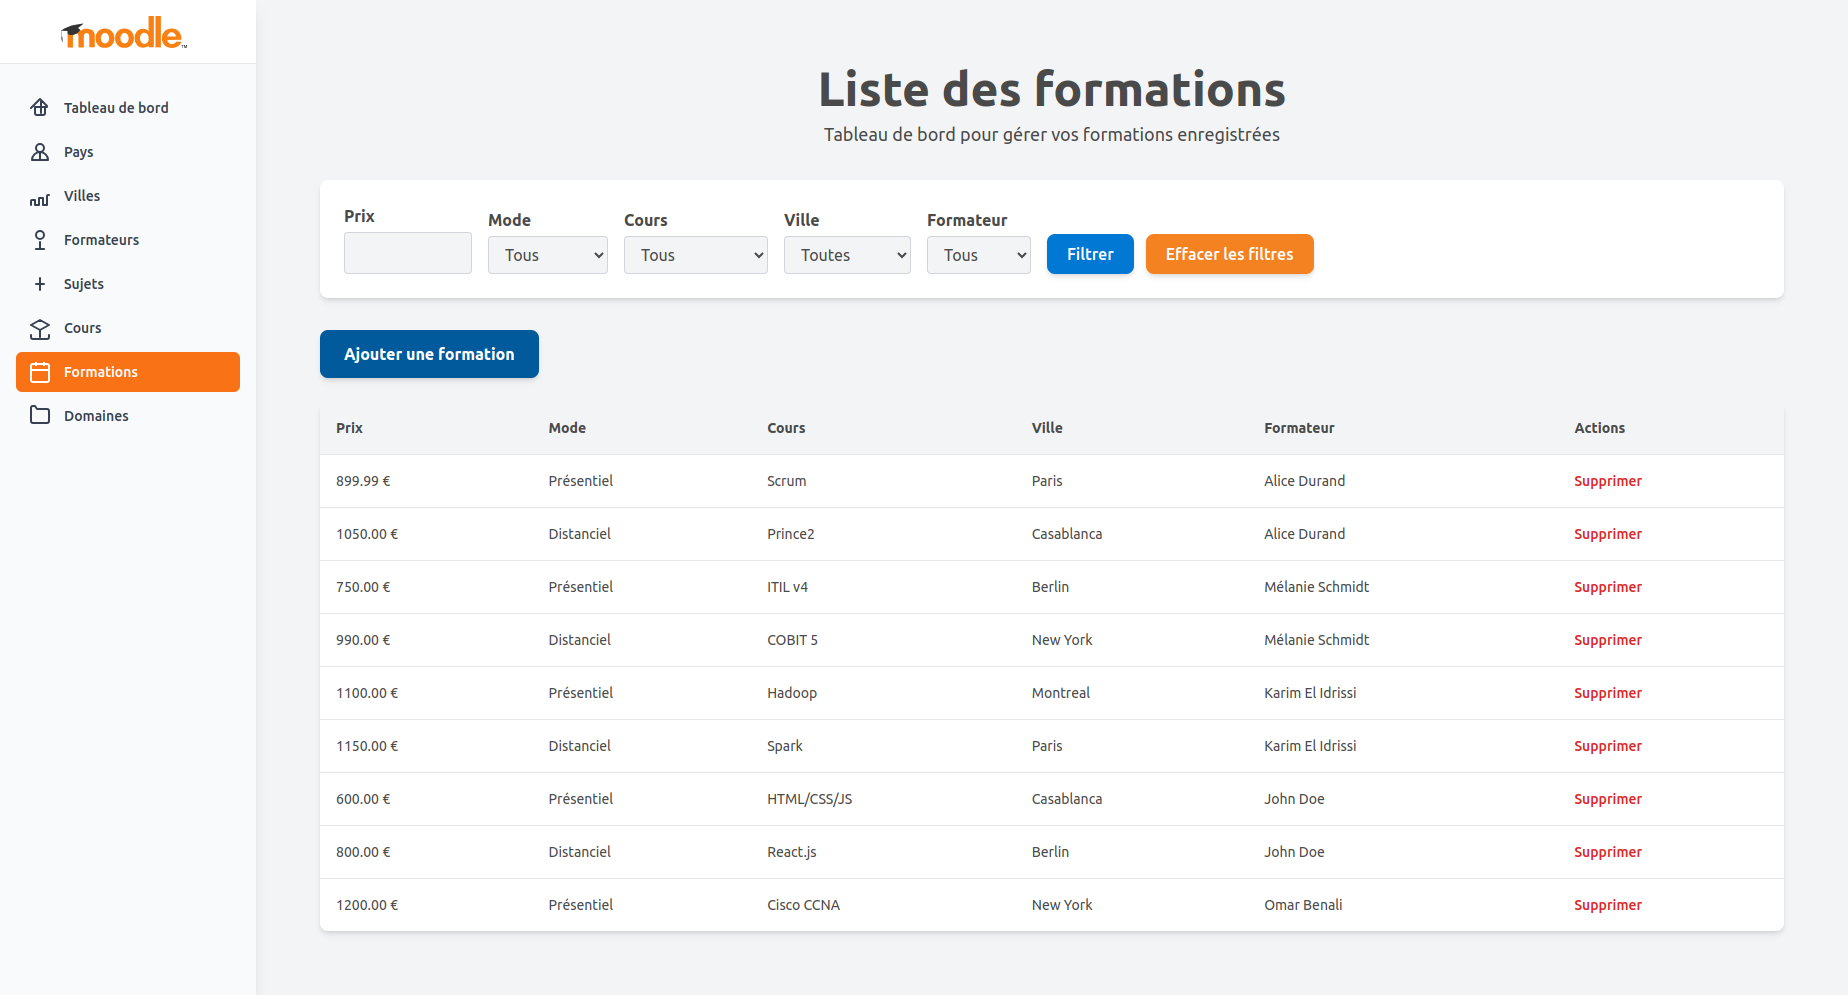 moodle™
Tableau de bord
Pays
Villes
Formateurs
Sujets
Cours
Formations
Domaines
Liste des formations
Tableau de bord pour gérer vos formations enregistrées
Prix Mode Cours Ville Formateur
Tous Tous Toutes Tous Filtrer Effacer les filtres
Ajouter une formation
Prix Mode Cours Ville Formateur Actions
899.99 € Présentiel Scrum Paris Alice Durand Supprimer
1050.00 € Distanciel Prince2 Casablanca Alice Durand Supprimer
750.00 € Présentiel ITIL v4 Berlin Mélanie Schmidt Supprimer
990.00 € Distanciel COBIT 5 New York Mélanie Schmidt Supprimer
1100.00 € Présentiel Hadoop Montreal Karim El Idrissi Supprimer
1150.00 € Distanciel Spark Paris Karim El Idrissi Supprimer
600.00 € Présentiel HTML/CSS/JS Casablanca John Doe Supprimer
800.00 € Distanciel React.js Berlin John Doe Supprimer
1200.00 € Présentiel Cisco CCNA New York Omar Benali Supprimer